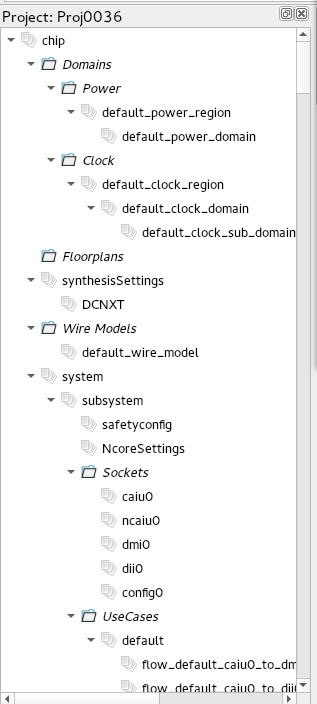 Project: Proj0036
chip
Domains
Power
default_power_region
default_power_domain
Clock
default_clock_region
default_clock_domain
default_clock_sub_domain
Floorplans
synthesisSettings
DCNXT
Wire Models
default_wire_model
system
subsystem
safetyconfig
NcoreSettings
Sockets
caiu0
ncaiu0
dmi0
dii0
config0
UseCases
default
flow_default_caiu0_to_dm
flow_default_caiu0_to_dii